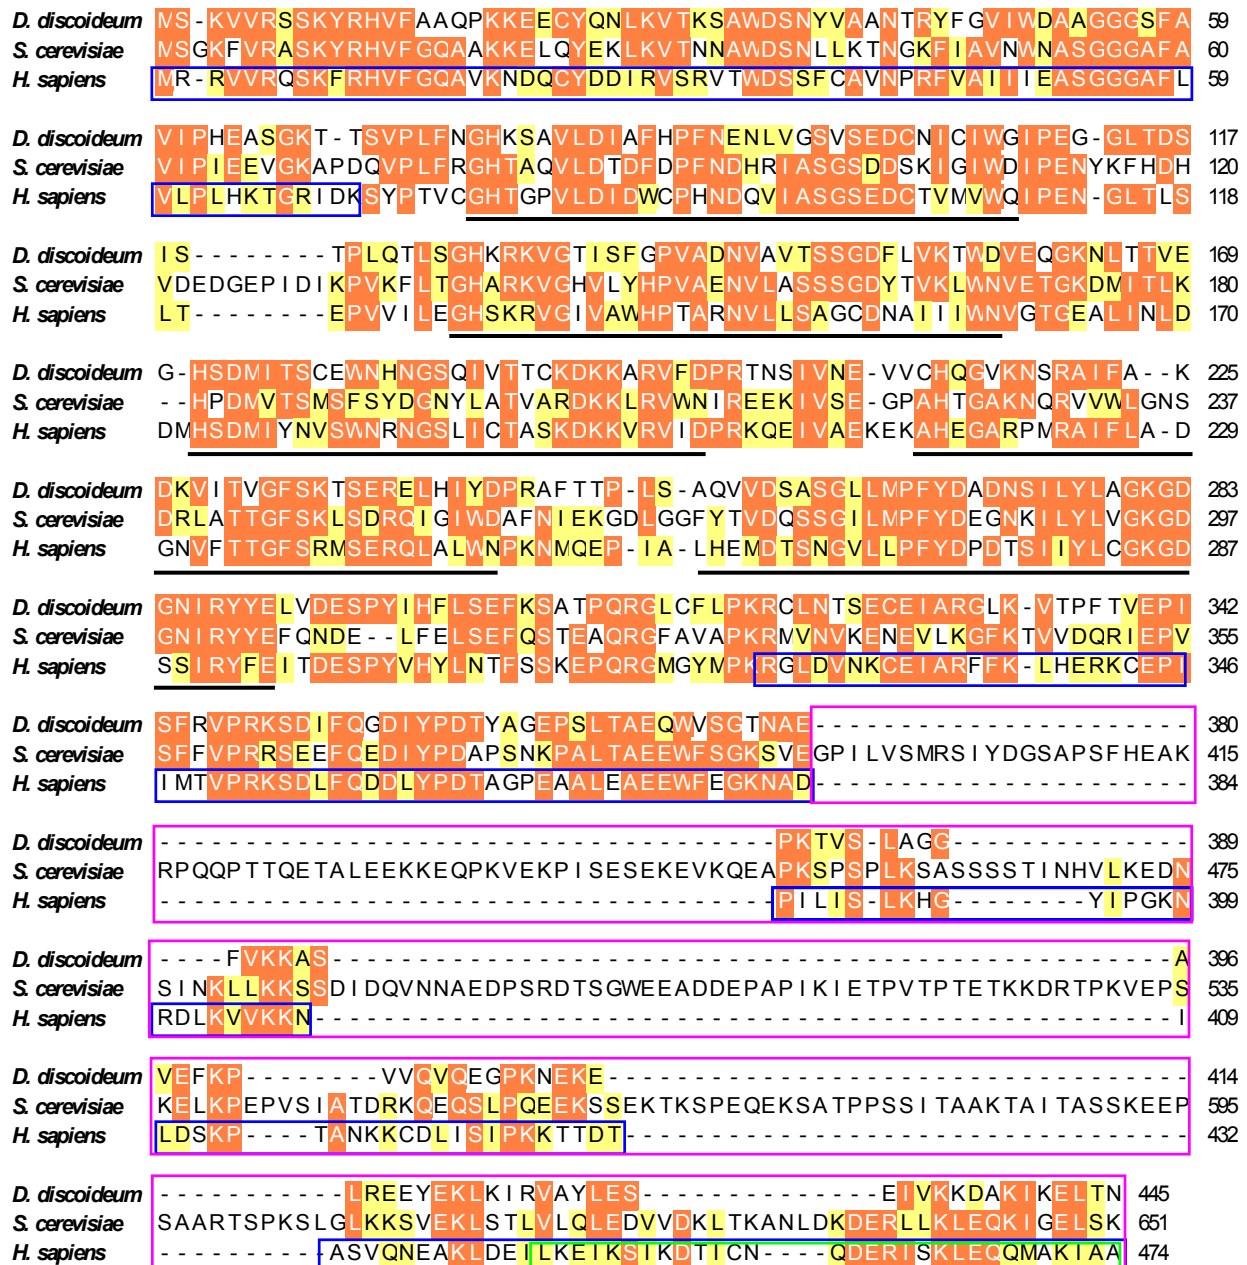 D. discoideum MS-KVVRSSKYRHVFAAQPKKEECYQNLKVTKSAWDSNYVAANTRYFGVIWDAAGGGSFA 59
S. cerevisiae MSGKFVRASKYRHVFGQAAKKELQYEKLKVTNNAWDSNLLKTNGKFIAVNWNASGGGAFA 60
H. sapiens MR-RVVRQSKFRHVFGQAVKNDQCYDDIRVSRVTWDSSFCAVNPRFVAIIIEASGGGAFL 59
D. discoideum VIPHEASGKT-TSVPLFNGHKSAVLDIAFHPFNENLVGSVSEDCNICIWGIPEG-GLTDS 117
S. cerevisiae VIPIEEVGKAPDQVPLFRGHTAQVLDTDFDPFNDHRIASGSDDSKIGIWDIPENYKFHDH 120
H. sapiens VLPLHKTGRIDKSYPTVCGHTGPVLDIDWCPHNDQVIASGSEDCTVMVWQIPEN-GLTLS 118
D. discoideum IS--------TPLQTLSGHKRKVGTISFGPVADNVAVTSSGDFLVKTWDVEQGKNLTTVE 169
S. cerevisiae VDEDGEPIDIKPVKFLTGHARKVGHVLYHPVAENVLASSSGDYTVKLWNVETGKDMITLK 180
H. sapiens LT--------EPVVILEGHSKRVGIVAWHPTARNVLLSAGCDNAIIIWNVGTGEALINLD 170
D. discoideum G-HSDMITSCEWNHNGSQIVTTCKDKKARVFDPRTNSIVNE-VVCHQGVKNSRAIFA--K 225
S. cerevisiae --HPDMVTSMSFSYDGNYLATVARDKKLRVWNIREEKIVSE-GPAHTGAKNQRVVWLGNS 237
H. sapiens DMHSDMIYNVSWNRNGSLICTASKDKKVRVIDPRKQEIVAEKEKAHEGARPMRAIFLA-D 229
D. discoideum DKVITVGFSKTSERELHIYDPRAFTTP-LS-AQVVDSASGLLMPFYDADNSILYLAGKGD 283
S. cerevisiae DRLATTGFSKLSDRQIGIWDAFNIEKGDLGGFYTVDQSSGILMPFYDEGNKILYLVGKGD 297
H. sapiens GNVFTTGFSRMSERQLALWNPKNMQEP-IA-LHEMDTSNGVLLPFYDPDTSIIYLCGKGD 287
D. discoideum GNIRYYELVDESPYIHFLSEFKSATPQRGLCFLPKRCLNTSECEIARGLK-VTPFTVEPI 342
S. cerevisiae GNIRYYEFQNDE--LFELSEFQSTEAQRGFAVAPKRMVNVKENEVLKGFKTVVDQRIEPV 355
H. sapiens SSIRYFEITDESPYVHYLNTFSSKEPQRGMGYMPKRGLDVNKCEIARFFK-LHERKCEPI 346
D. discoideum SFRVPRKSDIFQGDIYPDTYAGEPSLTAEQWVSGTNAE---------------------- 380
S. cerevisiae SFFVPRRSEEFQEDIYPDAPSNKPALTAEEWFSGKSVEGPILVSMRSIYDGSAPSFHEAK 415
H. sapiens IMTVPRKSDLFQDDLYPDTAGPEAALEAEEWFEGKNAD---------------------- 384
D. discoideum ------------------------------------PKTVS-LAGG-------------- 389
S. cerevisiae RPQQPTTQETALEEKKEQPKVEKPISESEKEVKQEAPKSPSPLKSASSSSTINHVLKEDN 475
H. sapiens ------------------------------------PILIS-LKHG--------YIPGKN 399
D. discoideum ----FVKKAS-------------------------------------------------A 396
S. cerevisiae SINKLLKKSSDIDQVNNAEDPSRDTSGWEEADDEPAPIKIETPVTPTETKKDRTPKVEPS 535
H. sapiens RDLKVVKKN--------------------------------------------------I 409
D. discoideum VEFKP--------VVQVQEGPKNEKE---------------------------------- 414
S. cerevisiae KELKPEPVSIATDRKQEQSLPQEEKSSEKTKSPEQEKSATPPSSITAAKTAITASSKEEP 595
H. sapiens LDSKP----TANKKCDLISIPKKTTDT--------------------------------- 432
D. discoideum -----------LREEYEKLKIRVAYLES--------------EIVKKDAKIKELTN 445
S. cerevisiae SAARTSPKSLGLKKSVEKLSTLVLQLEDVVDKLTKANLDKDERLLKLEQKIGELSK 651
H. sapiens ----------ASVQNEAKLDEILKEIKSIKDTICN----QDERISKLEQQMAKIAA 474